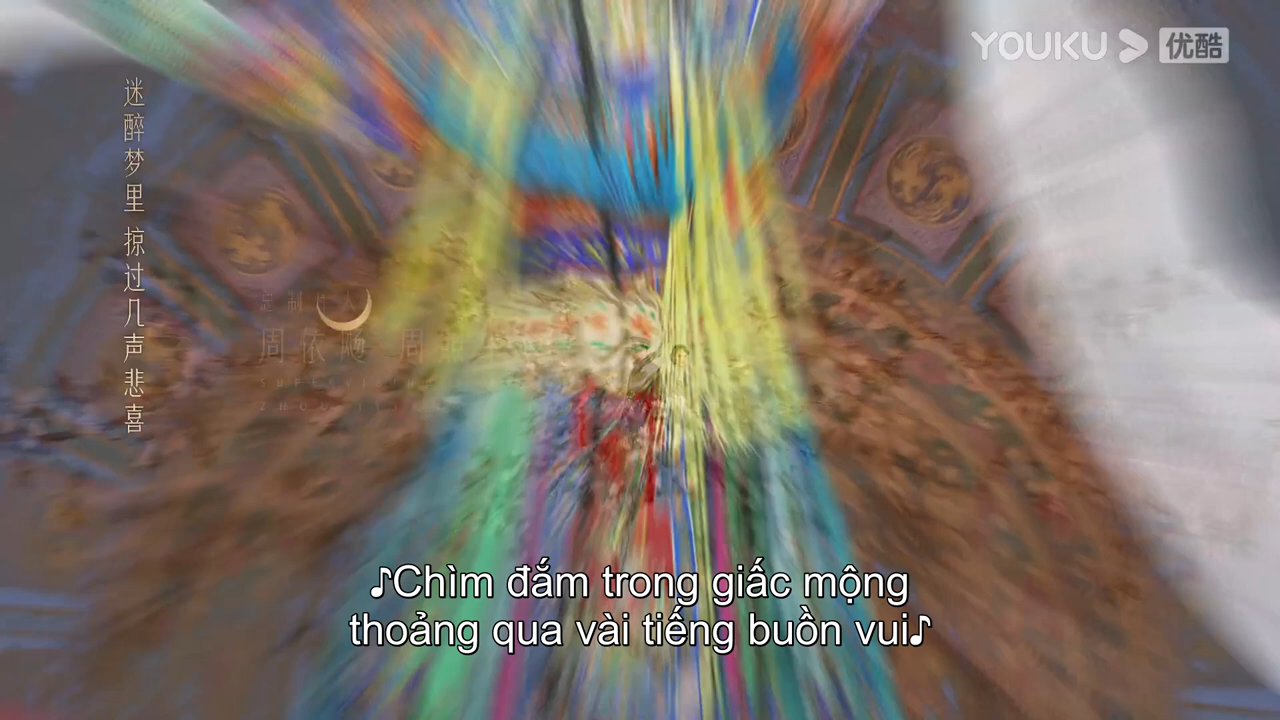 YOUKU 优酷
迷醉梦里 掠过几声悲喜
♪Chìm đắm trong giấc mộng
thoảng qua vài tiếng buồn vui♪